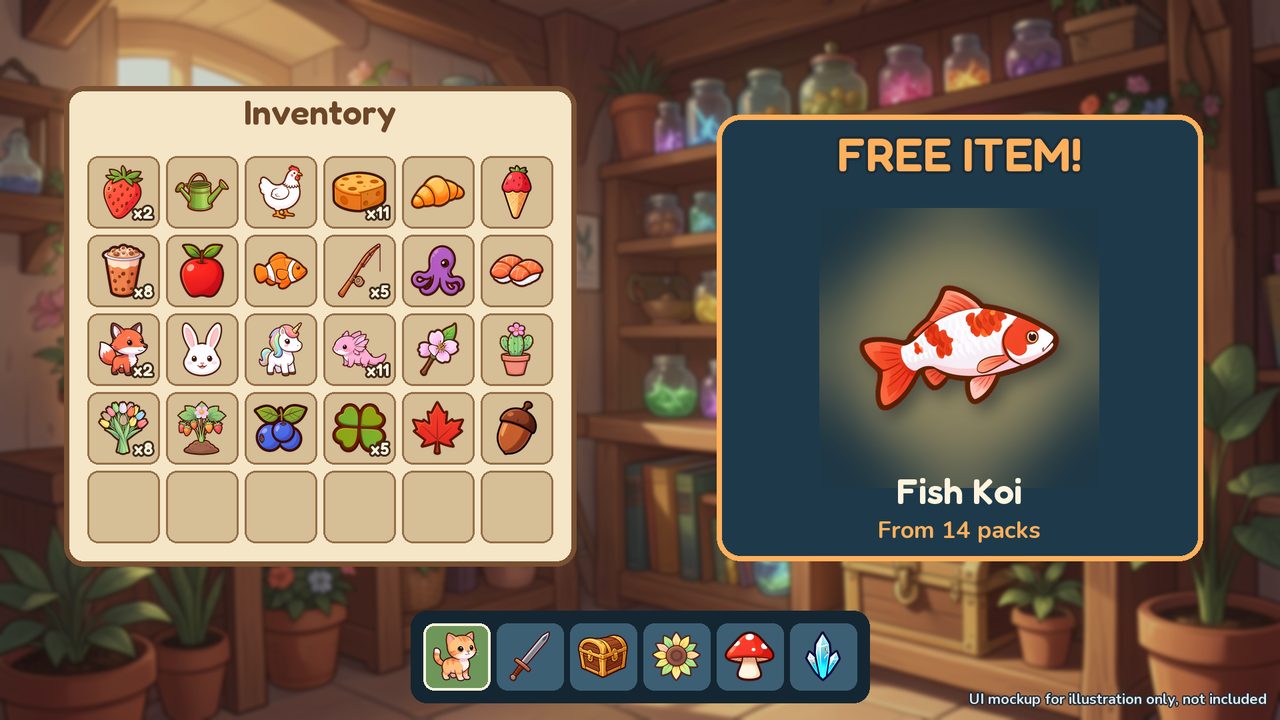 Inventory
x2
x11
x8
x5
x2
x11
x8
x5
FREE ITEM!
Fish Koi
From 14 packs
UI mockup for illustration only, not included